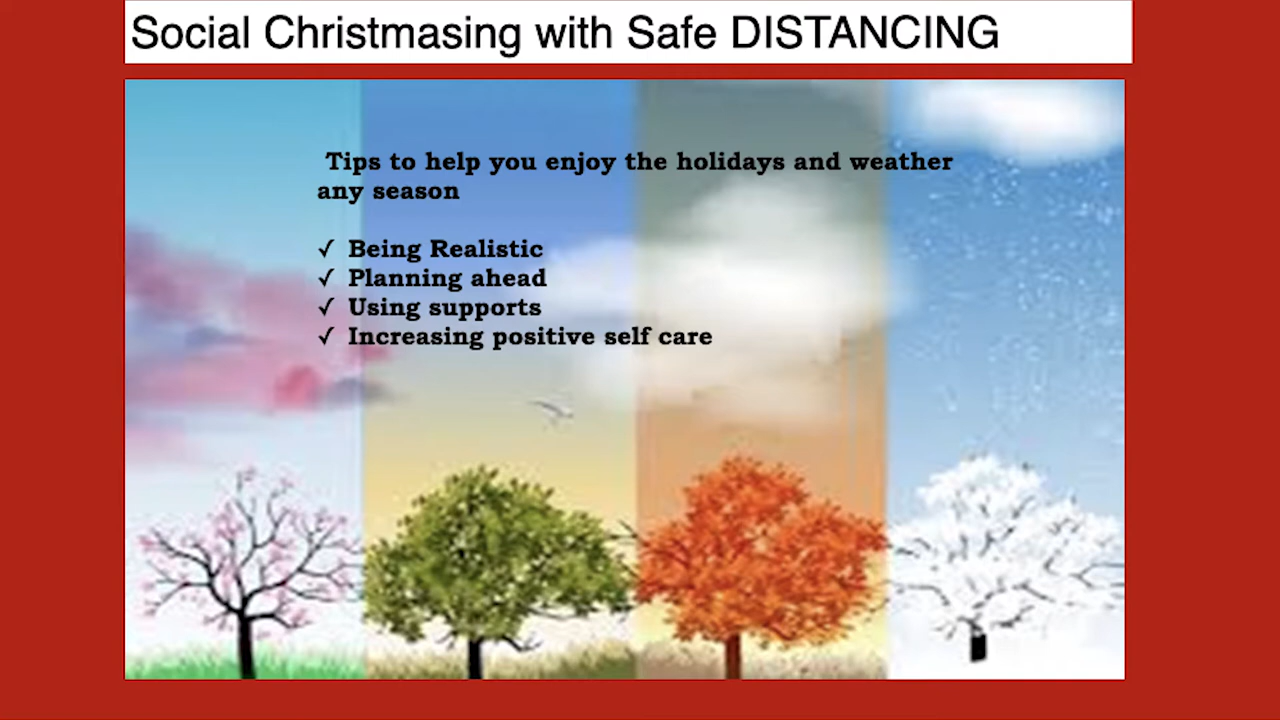 Social Christmasing with Safe DISTANCING
Tips to help you enjoy the holidays and weather
any season
✓ Being Realistic
✓ Planning ahead
✓ Using supports
✓ Increasing positive self care